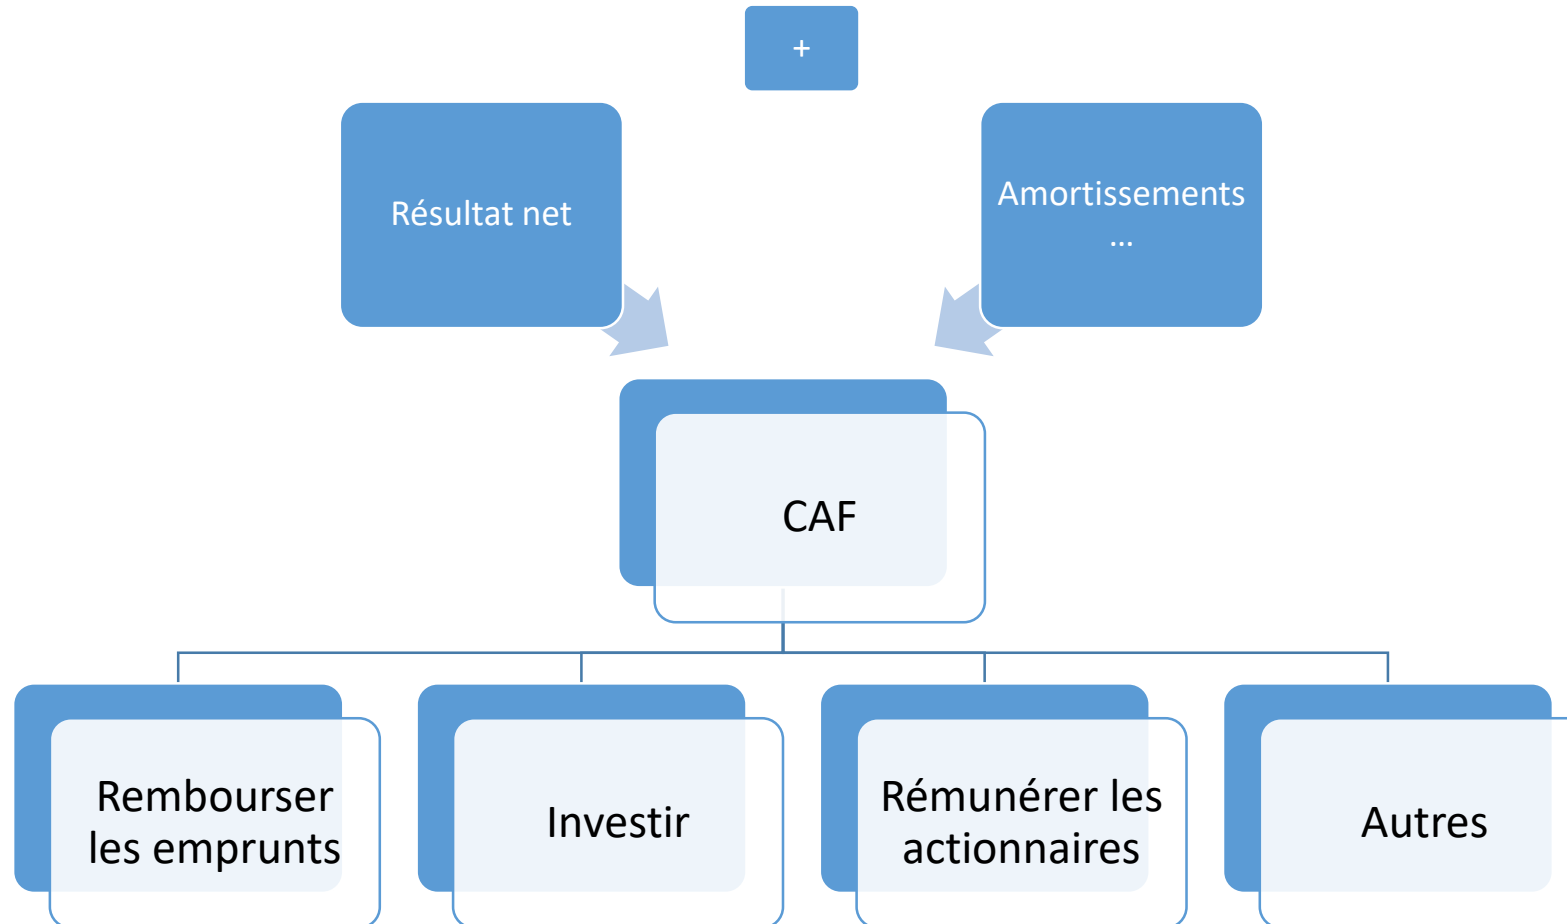 +
Résultat net
Amortissements
...
CAF
Rembourser
les emprunts
Investir
Rémunérer les
actionnaires
Autres